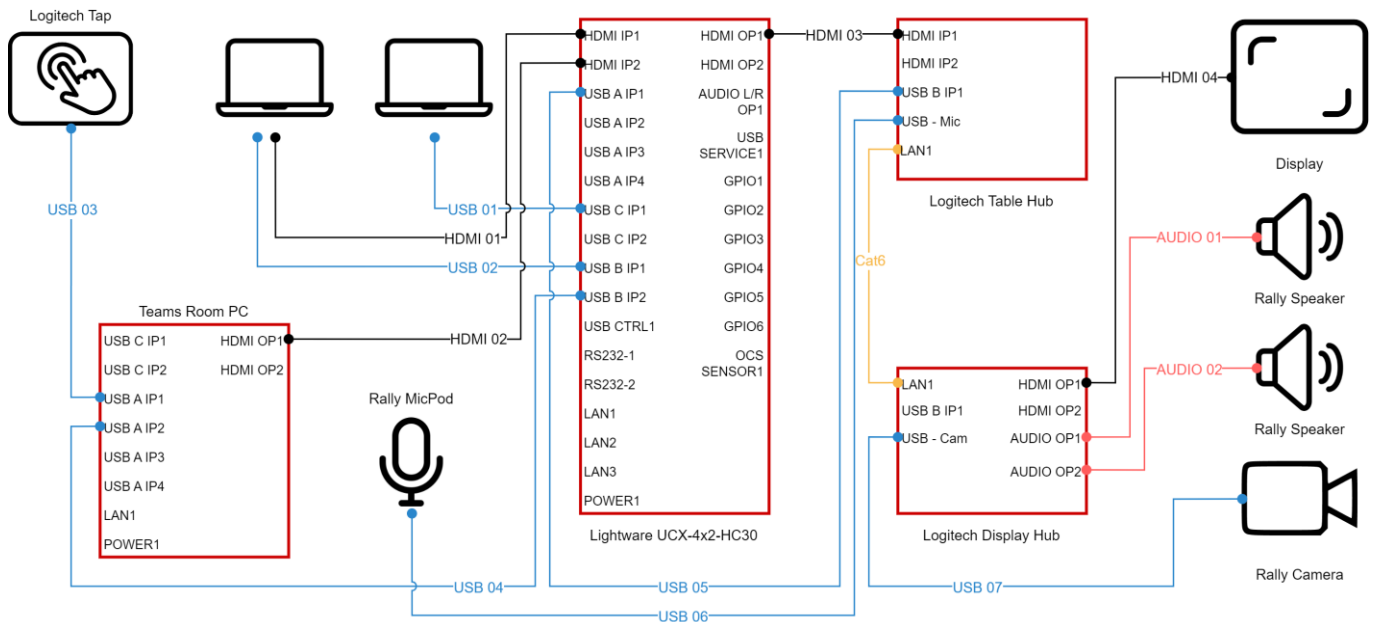 Logitech Tap
USB 03
USB 01
HDMI 01
USB 02
HDMI 02
Teams Room PC
USB C IP1
USB C IP2
USB A IP1
USB A IP2
USB A IP3
USB A IP4
LAN1
POWER1
HDMI OP1
HDMI OP2
Rally MicPod
USB 04
HDMI IP1
HDMI IP2
USB A IP1
USB A IP2
USB A IP3
USB A IP4
USB C IP1
USB C IP2
USB B IP1
USB B IP2
USB CTRL1
RS232-1
RS232-2
LAN1
LAN2
LAN3
POWER1
HDMI OP1
HDMI OP2
AUDIO L/R
OP1
USB
SERVICE1
GPIO1
GPIO2
GPIO3
GPIO4
GPIO5
GPIO6
OCS
SENSOR1
Lightware UCX-4x2-HC30
USB 05
USB 06
HDMI 03
HDMI IP1
HDMI IP2
USB B IP1
USB - Mic
LAN1
Logitech Table Hub
Cat6
LAN1
USB B IP1
USB - Cam
HDMI OP1
HDMI OP2
AUDIO OP1
AUDIO OP2
Logitech Display Hub
USB 07
HDMI 04
Display
AUDIO 01
Rally Speaker
AUDIO 02
Rally Speaker
Rally Camera